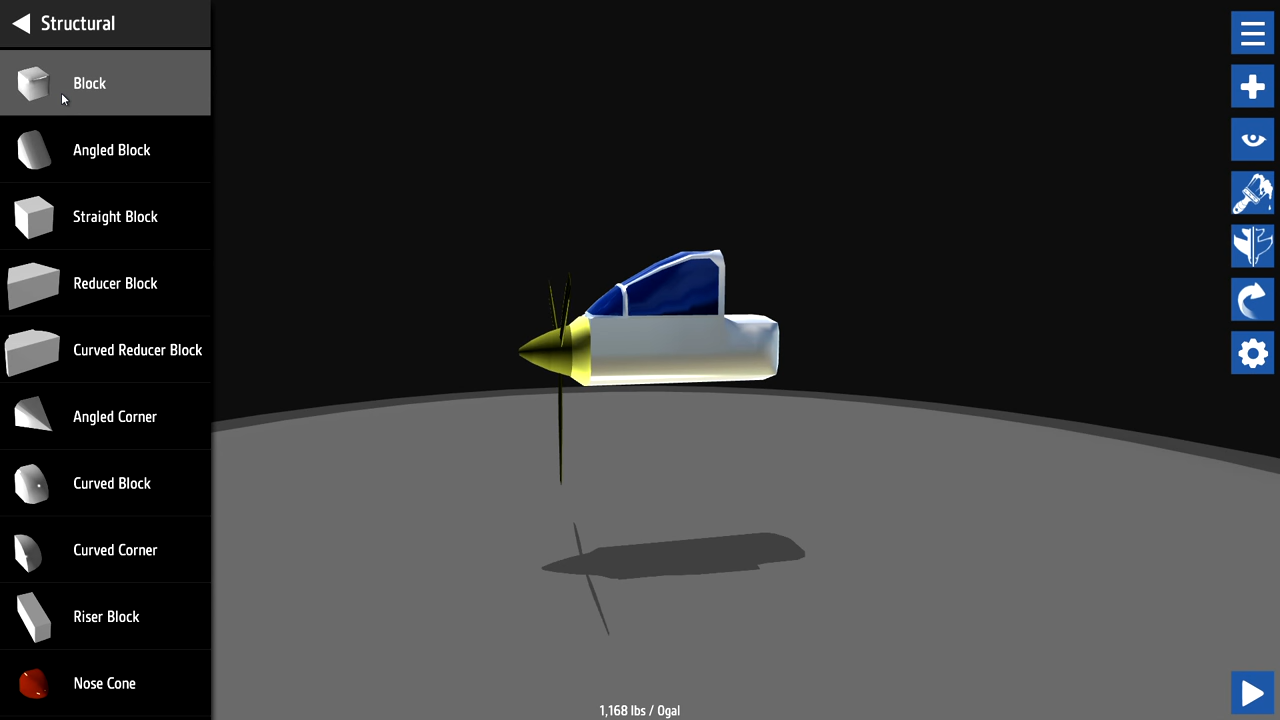 Structural
Block
Angled Block
Straight Block
Reducer Block
Curved Reducer Block
Angled Corner
Curved Block
Curved Corner
Riser Block
Nose Cone
1,168 lbs / 0gal